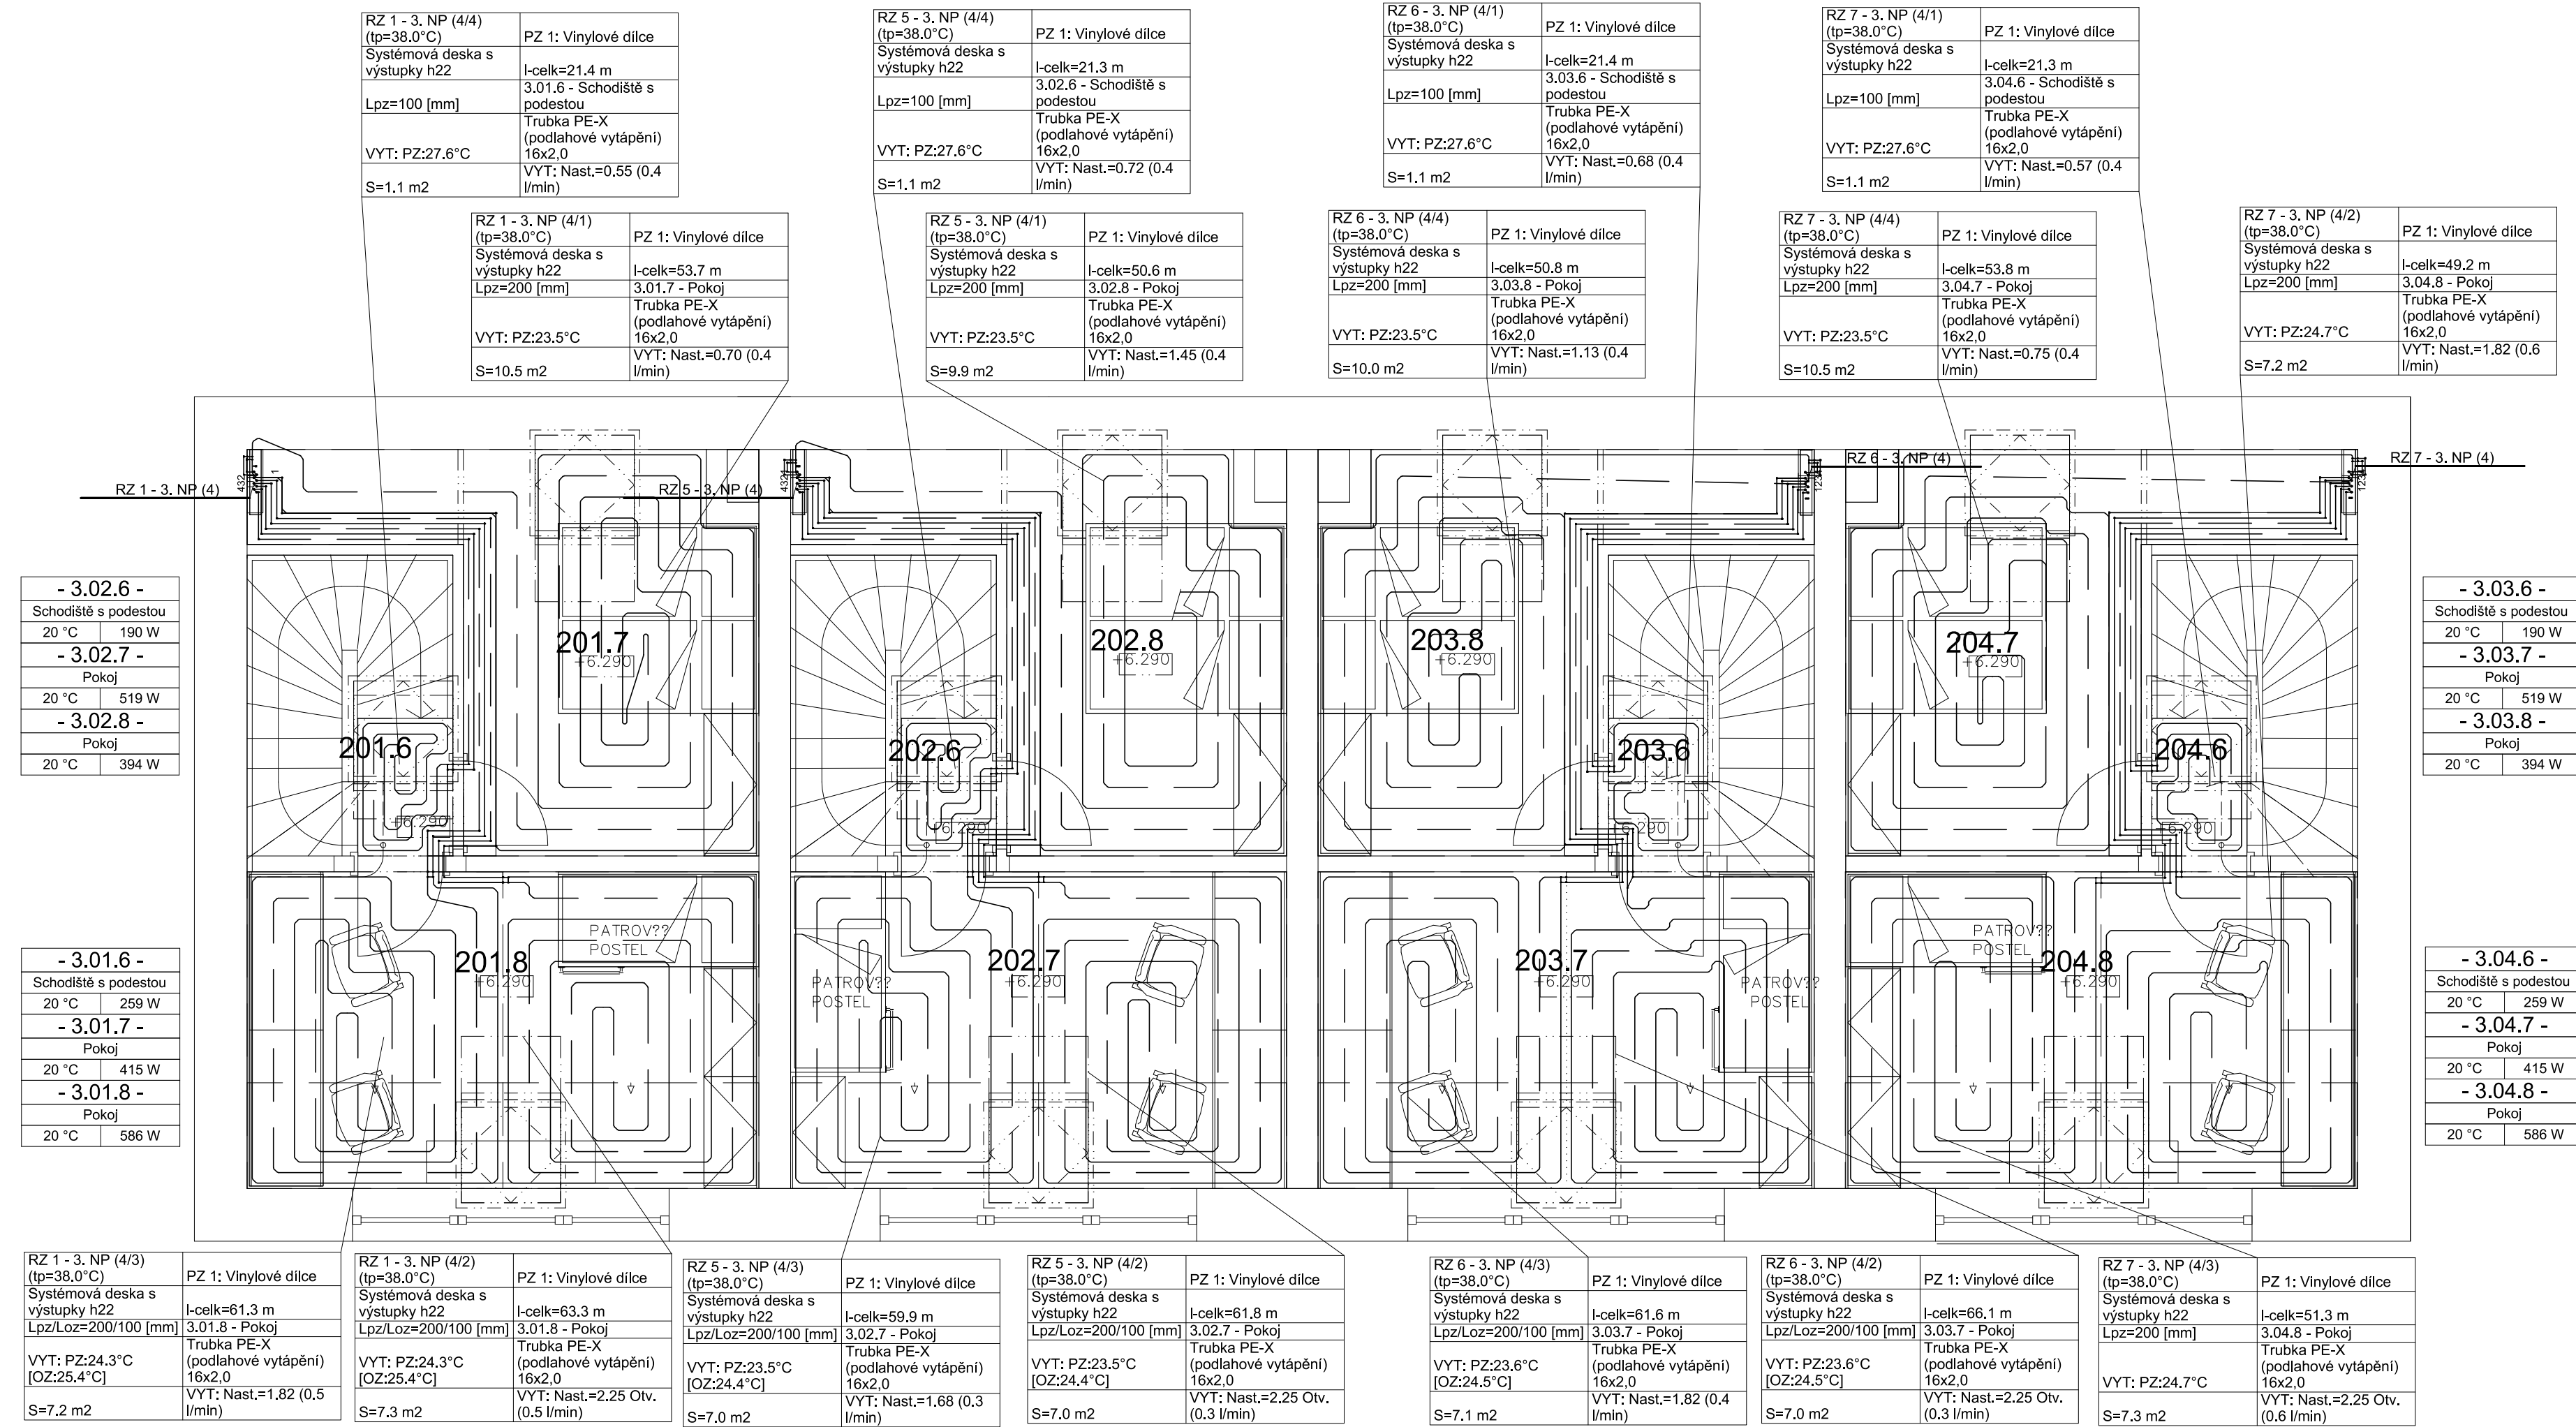 RZ 1 - 3. NP (4/4)
(tp=38.0°C)
PZ 1: Vinylové dílce
Systémová deska s
výstupky h22
l-celk=21.4 m
Lpz=100 [mm]
3.01.6 - Schodiště s
podestou
VYT: PZ:27.6°C
Trubka PE-X
(podlahové vytápění)
16x2,0
S=1.1 m2
VYT: Nast.=0.55 (0.4
l/min)
RZ 5 - 3. NP (4/4)
(tp=38.0°C)
PZ 1: Vinylové dílce
Systémová deska s
výstupky h22
l-celk=21.3 m
Lpz=100 [mm]
3.02.6 - Schodiště s
podestou
VYT: PZ:27.6°C
Trubka PE-X
(podlahové vytápění)
16x2,0
S=1.1 m2
VYT: Nast.=0.72 (0.4
l/min)
RZ 6 - 3. NP (4/1)
(tp=38.0°C)
PZ 1: Vinylové dílce
Systémová deska s
výstupky h22
l-celk=21.4 m
Lpz=100 [mm]
3.03.6 - Schodiště s
podestou
VYT: PZ:27.6°C
Trubka PE-X
(podlahové vytápění)
16x2,0
S=1.1 m2
VYT: Nast.=0.68 (0.4
l/min)
RZ 7 - 3. NP (4/1)
(tp=38.0°C)
PZ 1: Vinylové dílce
Systémová deska s
výstupky h22
l-celk=21.3 m
Lpz=100 [mm]
3.04.6 - Schodiště s
podestou
VYT: PZ:27.6°C
Trubka PE-X
(podlahové vytápění)
16x2,0
S=1.1 m2
VYT: Nast.=0.57 (0.4
l/min)
RZ 1 - 3. NP (4/1)
(tp=38.0°C)
PZ 1: Vinylové dílce
Systémová deska s
výstupky h22
l-celk=53.7 m
Lpz=200 [mm]
3.01.7 - Pokoj
VYT: PZ:23.5°C
Trubka PE-X
(podlahové vytápění)
16x2,0
S=10.5 m2
VYT: Nast.=0.70 (0.4
l/min)
RZ 5 - 3. NP (4/1)
(tp=38.0°C)
PZ 1: Vinylové dílce
Systémová deska s
výstupky h22
l-celk=50.6 m
Lpz=200 [mm]
3.02.8 - Pokoj
VYT: PZ:23.5°C
Trubka PE-X
(podlahové vytápění)
16x2,0
S=9.9 m2
VYT: Nast.=1.45 (0.4
l/min)
RZ 6 - 3. NP (4/4)
(tp=38.0°C)
PZ 1: Vinylové dílce
Systémová deska s
výstupky h22
l-celk=50.8 m
Lpz=200 [mm]
3.03.8 - Pokoj
VYT: PZ:23.5°C
Trubka PE-X
(podlahové vytápění)
16x2,0
S=10.0 m2
VYT: Nast.=1.13 (0.4
l/min)
RZ 7 - 3. NP (4/4)
(tp=38.0°C)
PZ 1: Vinylové dílce
Systémová deska s
výstupky h22
l-celk=53.8 m
Lpz=200 [mm]
3.04.7 - Pokoj
VYT: PZ:23.5°C
Trubka PE-X
(podlahové vytápění)
16x2,0
S=10.5 m2
VYT: Nast.=0.75 (0.4
l/min)
RZ 7 - 3. NP (4/2)
(tp=38.0°C)
PZ 1: Vinylové dílce
Systémová deska s
výstupky h22
l-celk=49.2 m
Lpz=200 [mm]
3.04.8 - Pokoj
VYT: PZ:24.7°C
Trubka PE-X
(podlahové vytápění)
16x2,0
S=7.2 m2
VYT: Nast.=1.82 (0.6
l/min)
RZ 1 - 3. NP (4)
RZ 5 - 3. NP (4)
RZ 6 - 3. NP (4)
RZ 7 - 3. NP (4)
- 3.02.6 -
Schodiště s podestou
20 °C 190 W
- 3.02.7 -
Pokoj
20 °C 519 W
- 3.02.8 -
Pokoj
20 °C 394 W
- 3.03.6 -
Schodiště s podestou
20 °C 190 W
- 3.03.7 -
Pokoj
20 °C 519 W
- 3.03.8 -
Pokoj
20 °C 394 W
201.7
+6.290
202.8
+6.290
203.8
+6.290
204.7
+6.290
201.6
+6.290
202.6
+6.290
203.6
+6.290
204.6
+6.290
- 3.01.6 -
Schodiště s podestou
20 °C 259 W
- 3.01.7 -
Pokoj
20 °C 415 W
- 3.01.8 -
Pokoj
20 °C 586 W
201.8
+6.290
PATROV??
POSTEL
202.7
+6.290
PATROV??
POSTEL
203.7
+6.290
PATROV??
POSTEL
204.8
+6.290
PATROV??
POSTEL
- 3.04.6 -
Schodiště s podestou
20 °C 259 W
- 3.04.7 -
Pokoj
20 °C 415 W
- 3.04.8 -
Pokoj
20 °C 586 W
RZ 1 - 3. NP (4/3)
(tp=38.0°C)
PZ 1: Vinylové dílce
Systémová deska s
výstupky h22
l-celk=61.3 m
Lpz/Loz=200/100 [mm]
3.01.8 - Pokoj
VYT: PZ:24.3°C
[OZ:25.4°C]
Trubka PE-X
(podlahové vytápění)
16x2,0
S=7.2 m2
VYT: Nast.=1.82 (0.5
l/min)
RZ 1 - 3. NP (4/2)
(tp=38.0°C)
PZ 1: Vinylové dílce
Systémová deska s
výstupky h22
l-celk=63.3 m
Lpz/Loz=200/100 [mm]
3.01.8 - Pokoj
VYT: PZ:24.3°C
[OZ:25.4°C]
Trubka PE-X
(podlahové vytápění)
16x2,0
S=7.3 m2
VYT: Nast.=2.25 Otv.
(0.5 l/min)
RZ 5 - 3. NP (4/3)
(tp=38.0°C)
PZ 1: Vinylové dílce
Systémová deska s
výstupky h22
l-celk=59.9 m
Lpz/Loz=200/100 [mm]
3.02.7 - Pokoj
VYT: PZ:23.5°C
[OZ:24.4°C]
Trubka PE-X
(podlahové vytápění)
16x2,0
S=7.0 m2
VYT: Nast.=1.68 (0.3
l/min)
RZ 5 - 3. NP (4/2)
(tp=38.0°C)
PZ 1: Vinylové dílce
Systémová deska s
výstupky h22
l-celk=61.8 m
Lpz/Loz=200/100 [mm]
3.02.7 - Pokoj
VYT: PZ:23.5°C
[OZ:24.4°C]
Trubka PE-X
(podlahové vytápění)
16x2,0
S=7.0 m2
VYT: Nast.=2.25 Otv.
(0.3 l/min)
RZ 6 - 3. NP (4/3)
(tp=38.0°C)
PZ 1: Vinylové dílce
Systémová deska s
výstupky h22
l-celk=61.6 m
Lpz/Loz=200/100 [mm]
3.03.7 - Pokoj
VYT: PZ:23.6°C
[OZ:24.5°C]
Trubka PE-X
(podlahové vytápění)
16x2,0
S=7.1 m2
VYT: Nast.=1.82 (0.4
l/min)
RZ 6 - 3. NP (4/2)
(tp=38.0°C)
PZ 1: Vinylové dílce
Systémová deska s
výstupky h22
l-celk=66.1 m
Lpz/Loz=200/100 [mm]
3.03.7 - Pokoj
VYT: PZ:23.6°C
[OZ:24.5°C]
Trubka PE-X
(podlahové vytápění)
16x2,0
S=7.0 m2
VYT: Nast.=2.25 Otv.
(0.3 l/min)
RZ 7 - 3. NP (4/3)
(tp=38.0°C)
PZ 1: Vinylové dílce
Systémová deska s
výstupky h22
l-celk=51.3 m
Lpz=200 [mm]
3.04.8 - Pokoj
VYT: PZ:24.7°C
Trubka PE-X
(podlahové vytápění)
16x2,0
S=7.3 m2
VYT: Nast.=2.25 Otv.
(0.6 l/min)